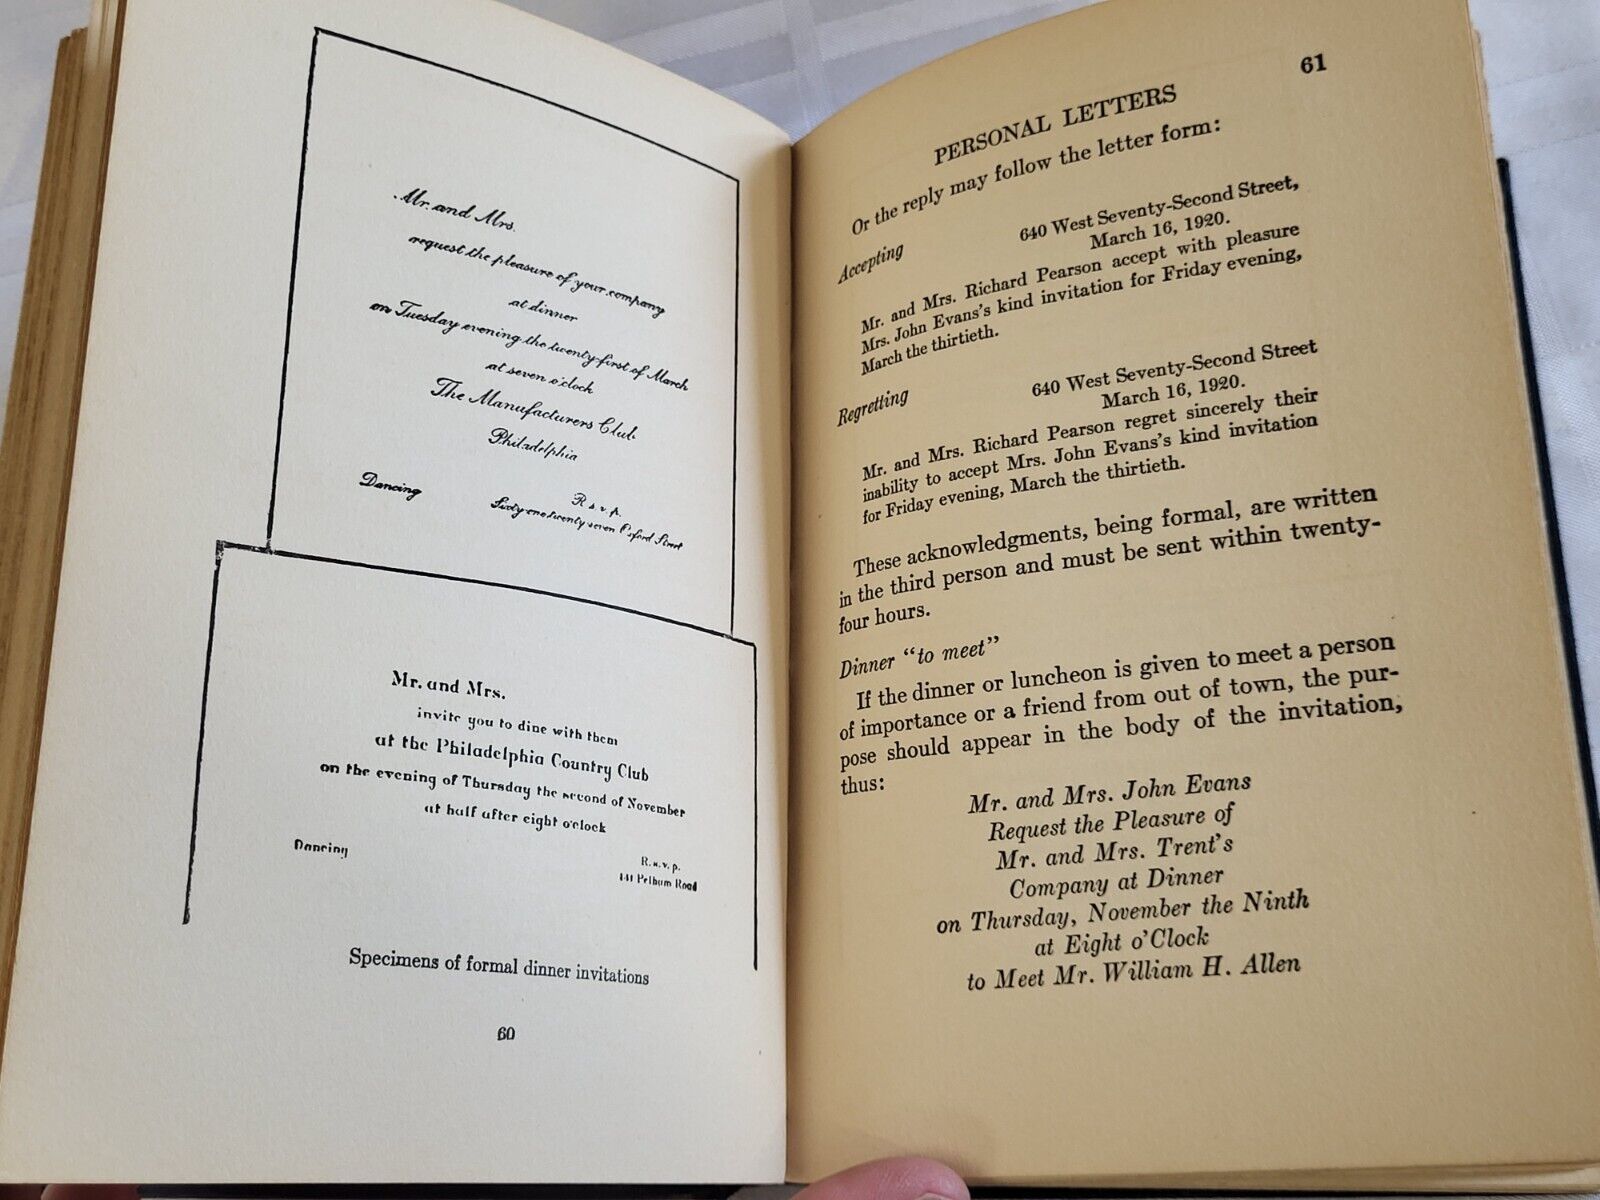 Mr. and Mrs.
request the pleasure of your company
at dinner
on Tuesday evening the twenty-first of March
at seven o'clock
The Manufacturers Club
Philadelphia
Dancing
R s v p.
Sixty one twenty seven Oxford Street
Mr. and Mrs.
invite you to dine with them
at the Philadelphia Country Club
on the evening of Thursday the second of November
at half after eight o'clock
Dancing
R. s. v. p.
141 Pelham Road
Specimens of formal dinner invitations
60
PERSONAL LETTERS 61
Or the reply may follow the letter form:
Accepting
640 West Seventy-Second Street,
March 16, 1920.
Mr. and Mrs. Richard Pearson accept with pleasure
Mrs. John Evans's kind invitation for Friday evening,
March the thirtieth.
Regretting
640 West Seventy-Second Street
March 16, 1920.
Mr. and Mrs. Richard Pearson regret sincerely their
inability to accept Mrs. John Evans's kind invitation
for Friday evening, March the thirtieth.
These acknowledgments, being formal, are written
in the third person and must be sent within twenty-
four hours.
Dinner "to meet"
If the dinner or luncheon is given to meet a person
of importance or a friend from out of town, the pur-
pose should appear in the body of the invitation,
thus:
Mr. and Mrs. John Evans
Request the Pleasure of
Mr. and Mrs. Trent's
Company at Dinner
on Thursday, November the Ninth
at Eight o'Clock
to Meet Mr. William H. Allen